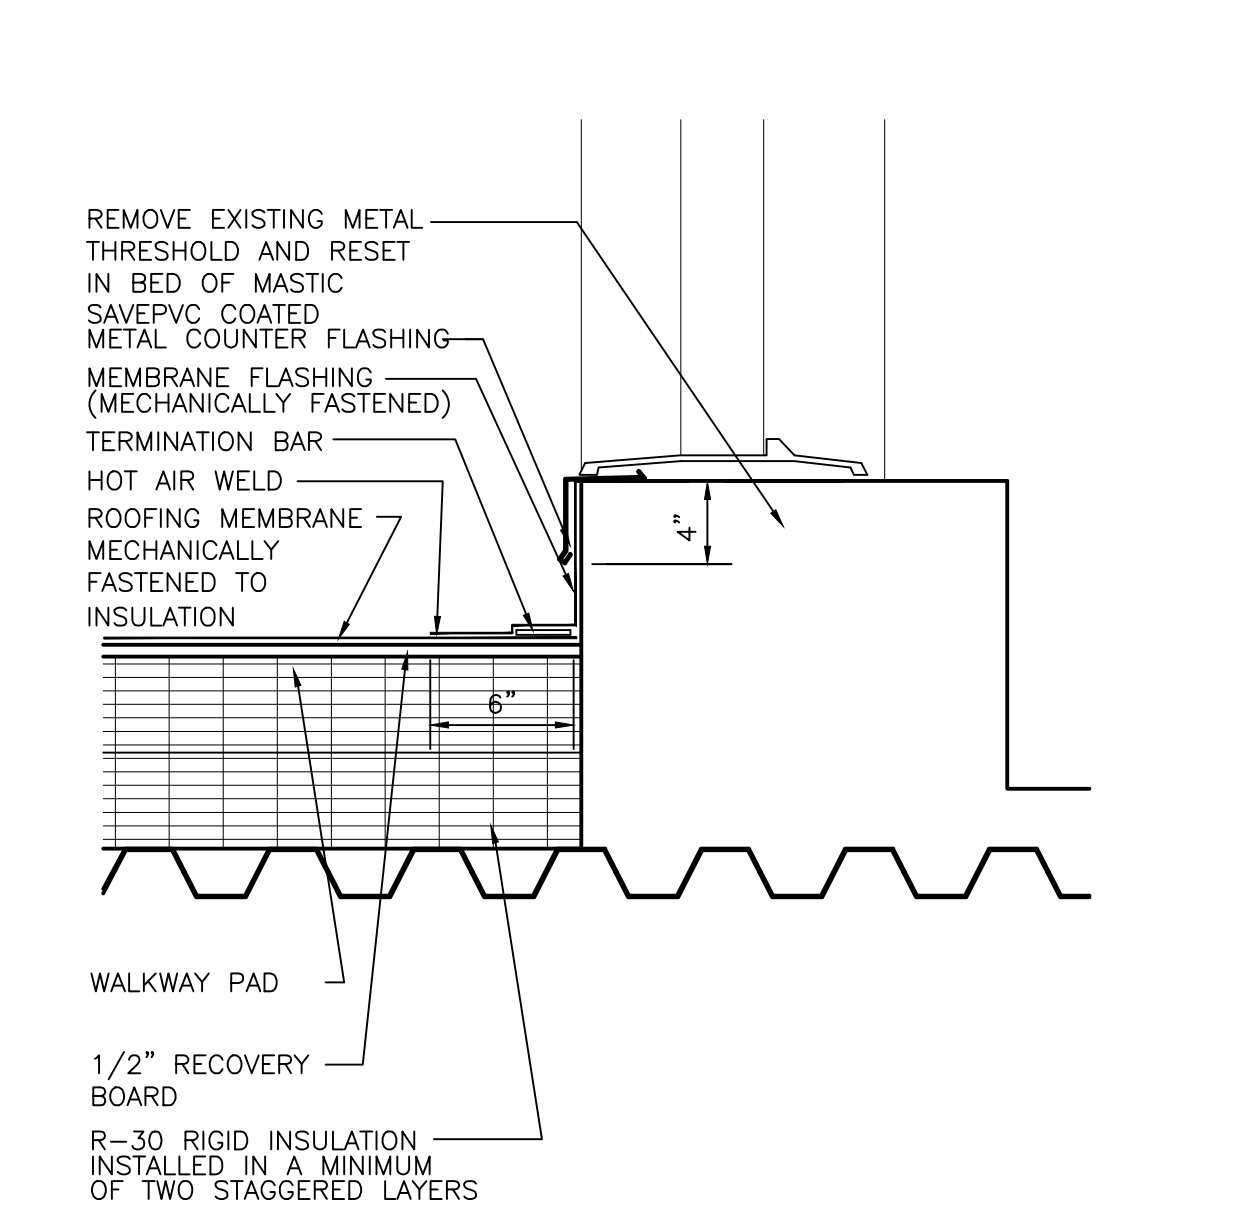 REMOVE EXISTING METAL
THRESHOLD AND RESET
IN BED OF MASTIC
SAVEPVC COATED
METAL COUNTER FLASHING
MEMBRANE FLASHING
(MECHANICALLY FASTENED)
TERMINATION BAR
HOT AIR WELD
ROOFING MEMBRANE
MECHANICALLY
FASTENED TO
INSULATION
4”
6”
WALKWAY PAD
1/2” RECOVERY
BOARD
R-30 RIGID INSULATION
INSTALLED IN A MINIMUM
OF TWO STAGGERED LAYERS